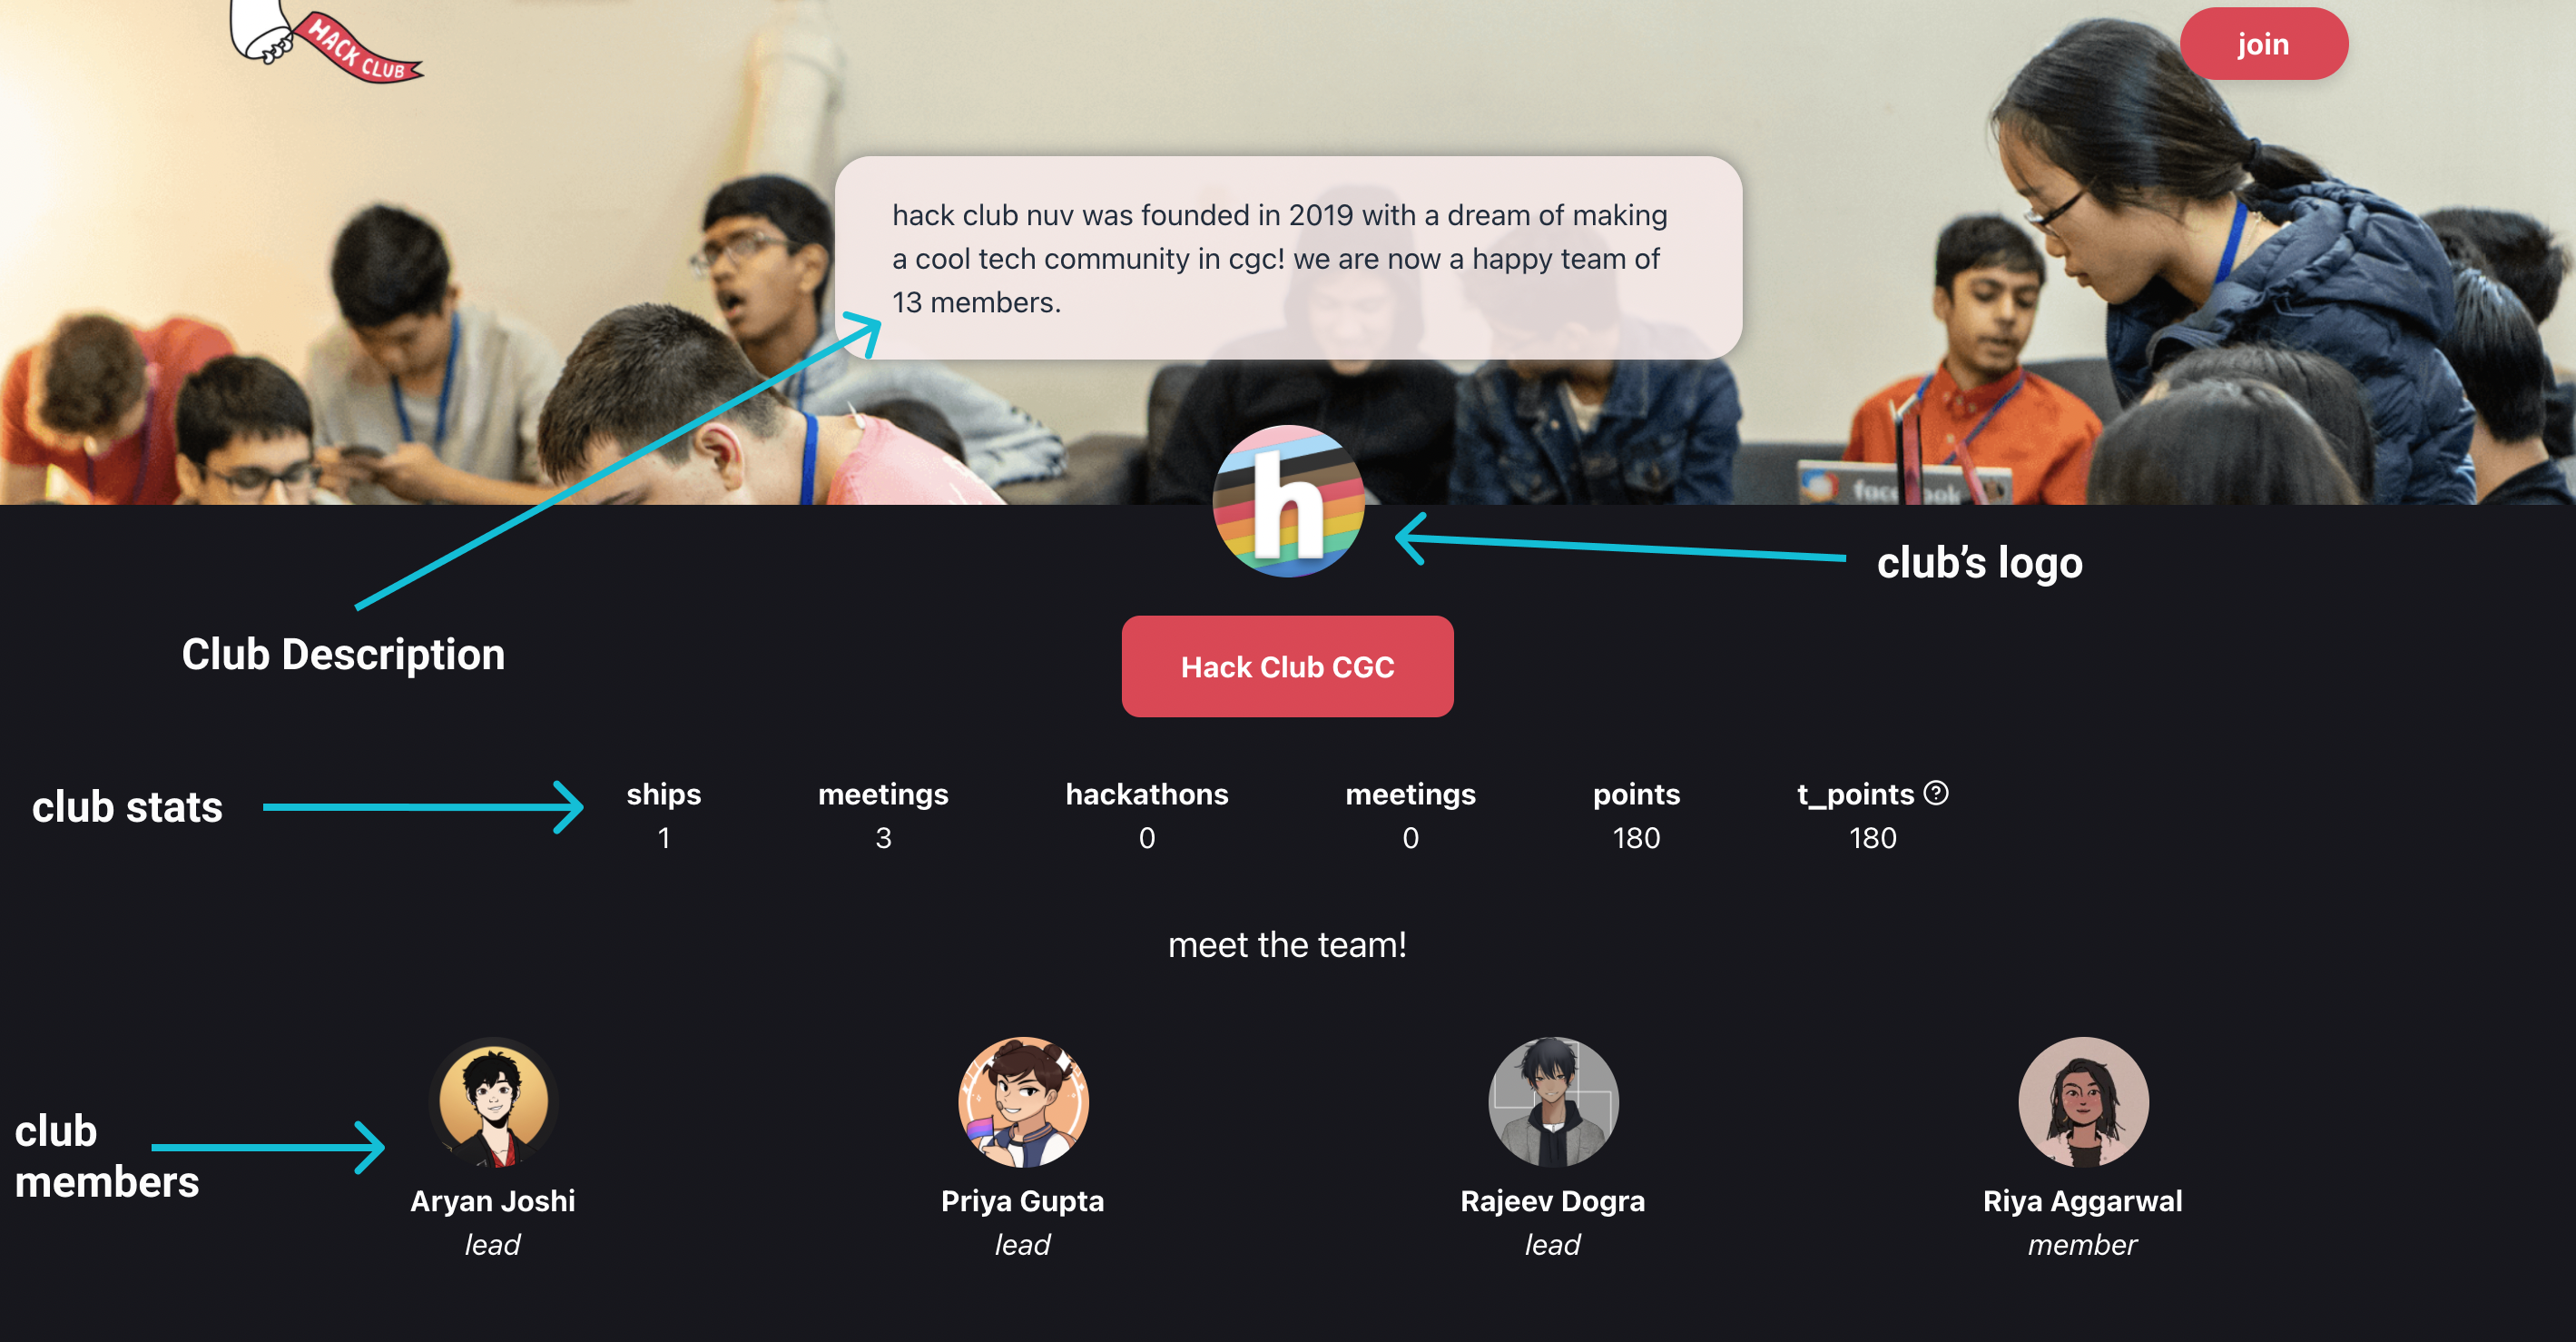 HACK CLUB
join
hack club nuv was founded in 2019 with a dream of making
a cool tech community in cgc! we are now a happy team of
13 members.
facebook
h
club's logo
Club Description
Hack Club CGC
club stats
ships
meetings
hackathons
meetings
points
t_points ?
1
3
0
0
180
180
meet the team!
club
members
Aryan Joshi
Priya Gupta
Rajeev Dogra
Riya Aggarwal
lead
lead
lead
member